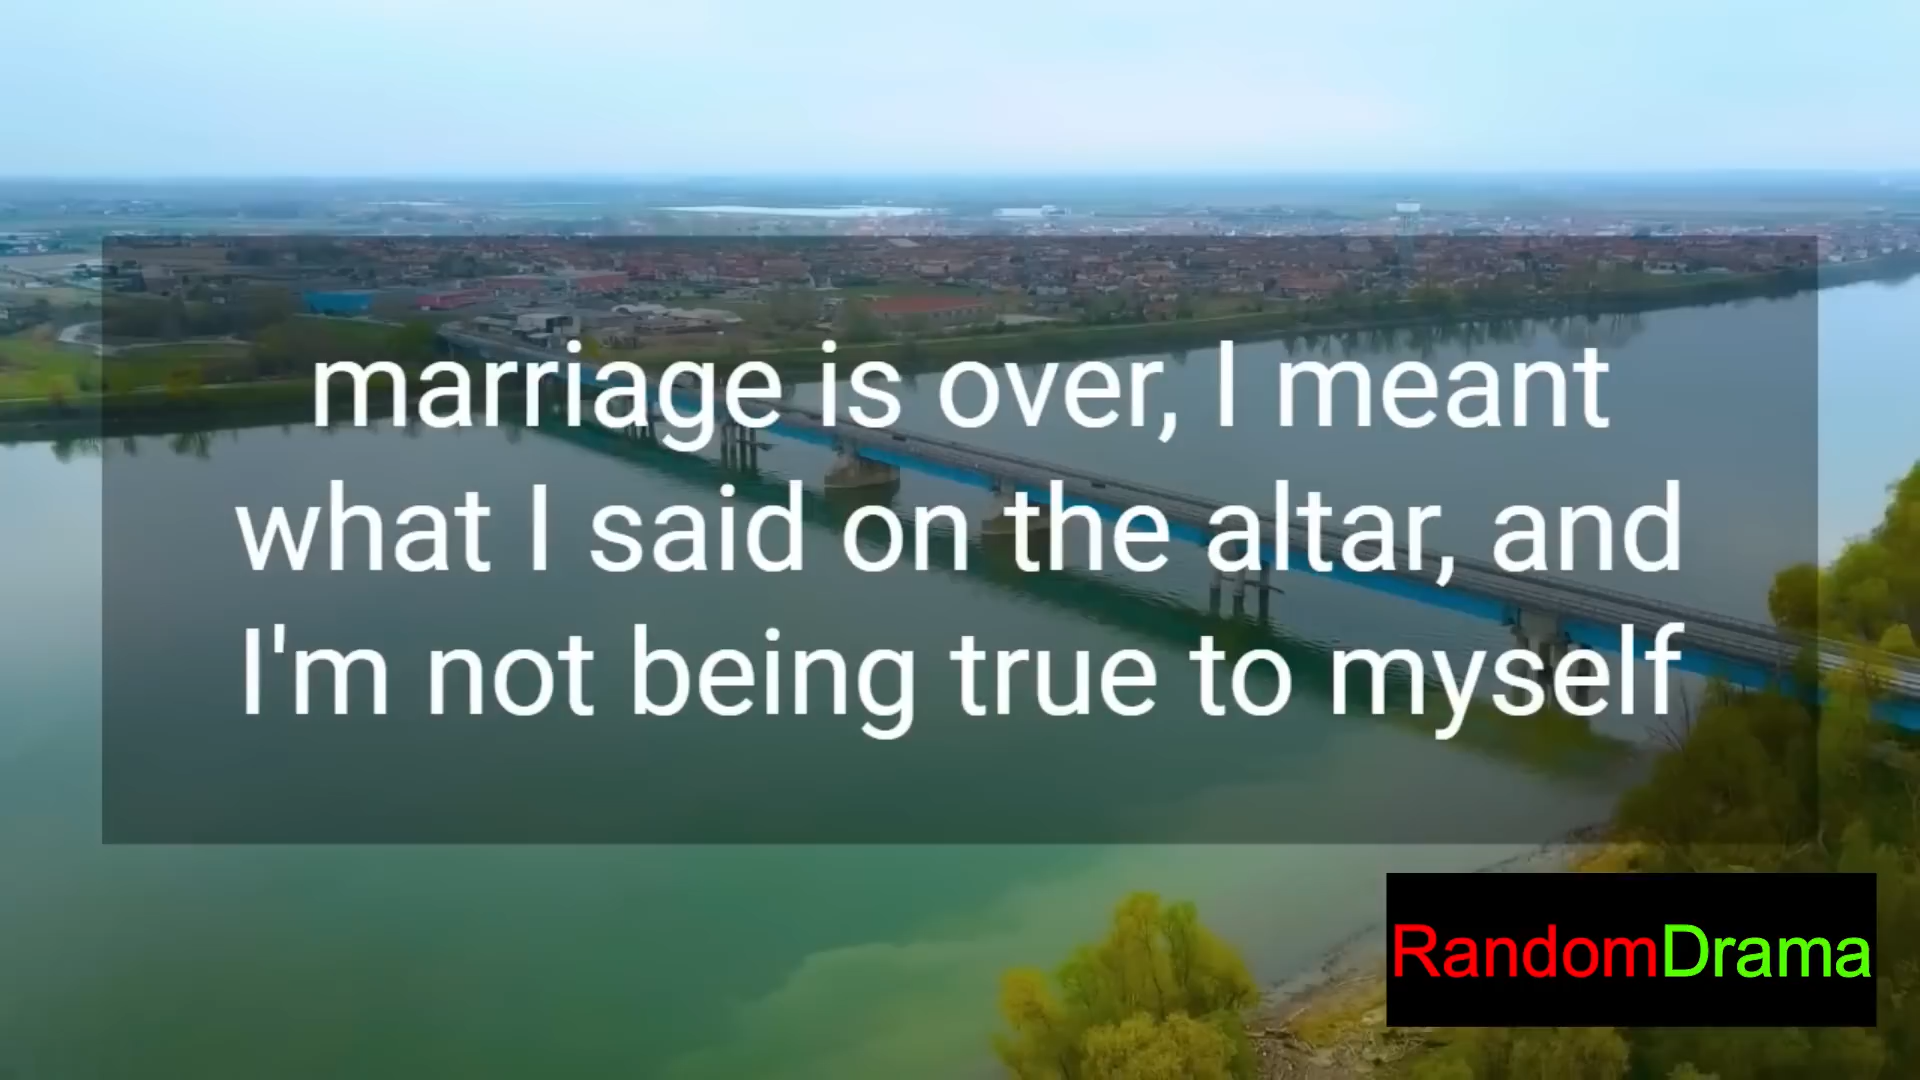 marriage is over, I meant
what I said on the altar, and
I'm not being true to myself
RandomDrama